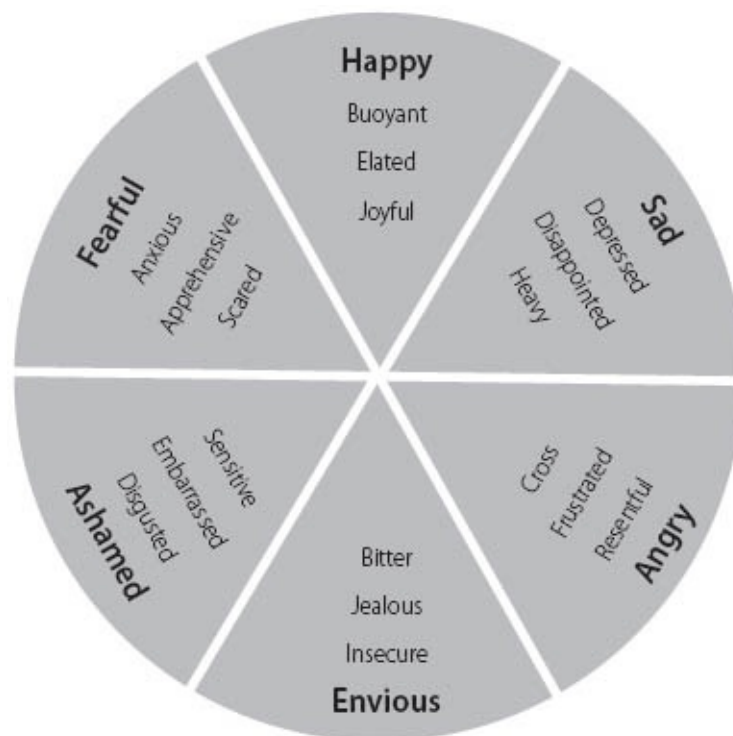 Happy
Buoyant
Elated
Joyful
Sad
Depressed
Disappointed
Heavy
Cross
Frustrated
Resentful
Angry
Bitter
Jealous
Insecure
Envious
Sensitive
Embarrassed
Disgusted
Ashamed
Fearful
Anxious
Apprehensive
Scared